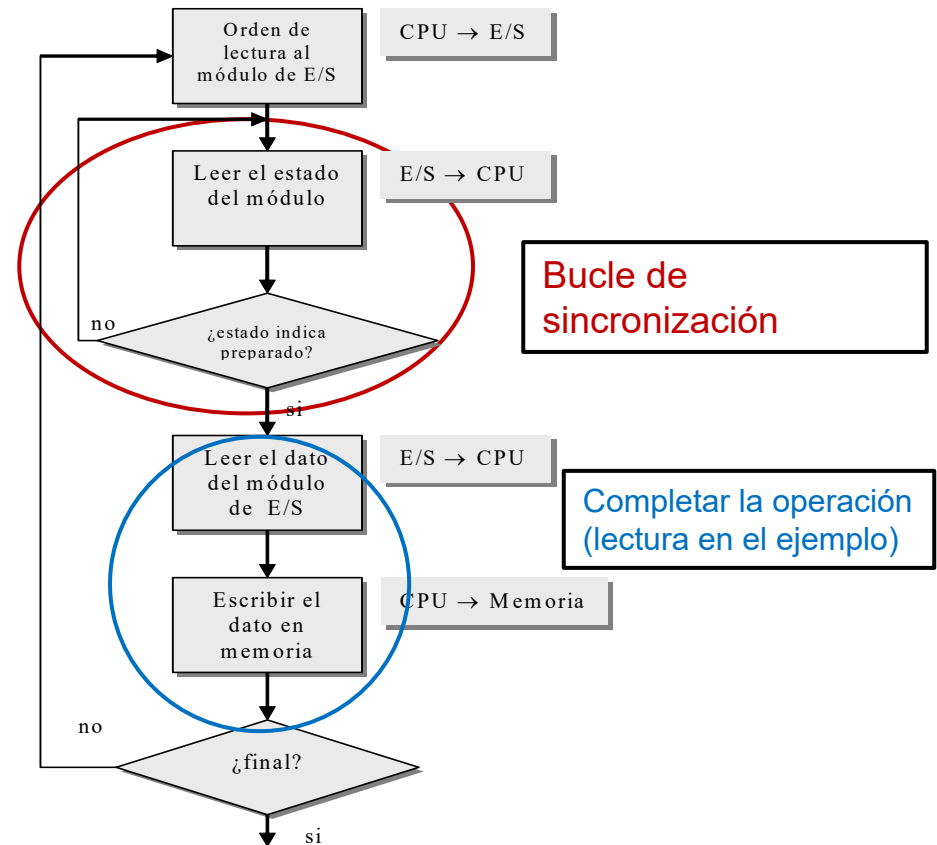 Orden de
lectura al
módulo de E/S
CPU → E/S
Leer el estado
del módulo
E/S → CPU
Bucle de
sincronización
no
¿estado indica
preparado?
si
Leer el dato
del módulo
de E/S
E/S → CPU
Completar la operación
(lectura en el ejemplo)
Escribir el
dato en
memoria
CPU → Memoria
no
¿final?
si